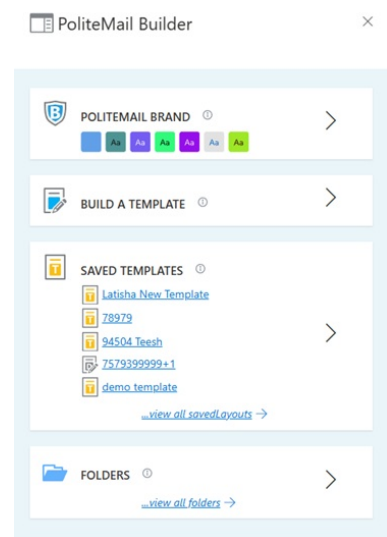 PoliteMail Builder
POLITEMAIL BRAND
Aa Aa Aa Aa Aa Aa
BUILD A TEMPLATE
SAVED TEMPLATES
Latisha New Template
78979
94504 Teesh
7579399999+1
demo template
...view all savedLayouts
FOLDERS
...view all folders